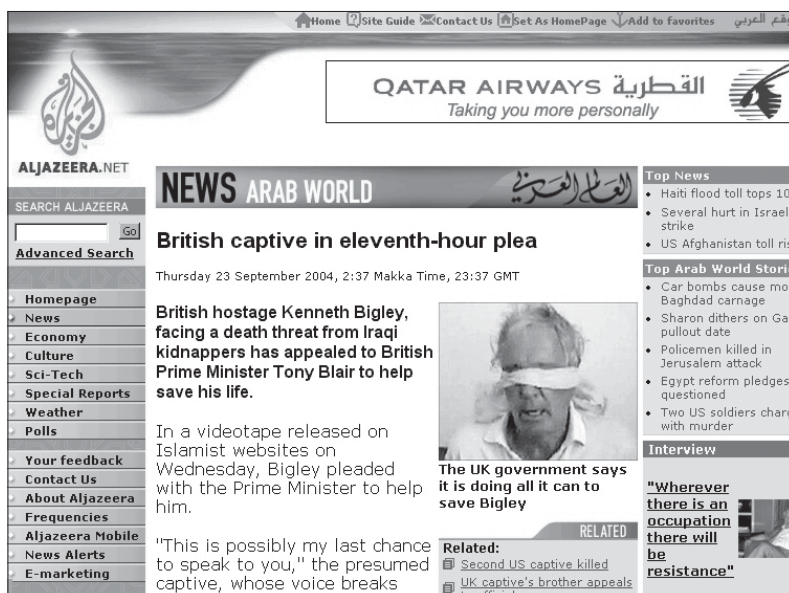 Home Site Guide Contact Us Set As HomePage Add to favorites
العربي
QATAR AIRWAYS القطرية
Taking you more personally
ALJAZEERA.NET
SEARCH ALJAZEERA
Go
Advanced Search
Homepage
News
Economy
Culture
Sci-Tech
Special Reports
Weather
Polls
Your feedback
Contact Us
About Aljazeera
Frequencies
Aljazeera Mobile
News Alerts
E-marketing
NEWS ARAB WORLD
العالم العربي
British captive in eleventh-hour plea
Thursday 23 September 2004, 2:37 Makka Time, 23:37 GMT
British hostage Kenneth Bigley,
facing a death threat from Iraqi
kidnappers has appealed to British
Prime Minister Tony Blair to help
save his life.
In a videotape released on
Islamist websites on
Wednesday, Bigley pleaded
with the Prime Minister to help
him.
"This is possibly my last chance
to speak to you," the presumed
captive, whose voice breaks
The UK government says
it is doing all it can to
save Bigley
RELATED
Related:
Second US captive killed
UK captive's brother appeals
Top News
Haiti flood toll tops
Several hurt in Israel
strike
US Afghanistan toll
Top Arab World
Car bombs cause
Baghdad carnage
Sharon dithers on
pullout date
Policemen killed in
Jerusalem attack
Egypt reform pledges
questioned
Two US soldiers
with murder
Interview
"Wherever
there is an
occupation
there will
be
resistance"